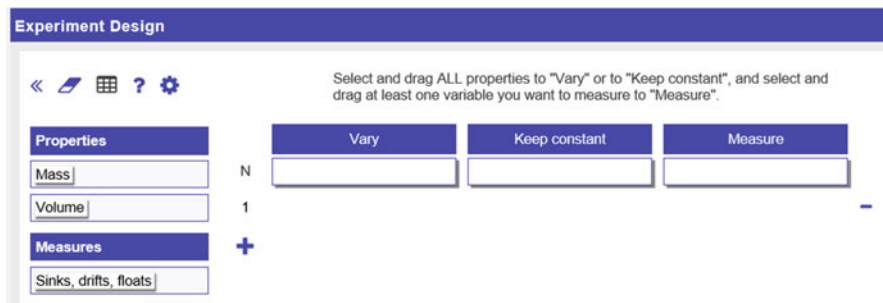 Experiment Design
« ?
Select and drag ALL properties to "Vary" or to "Keep constant", and select and
drag at least one variable you want to measure to "Measure".
Properties
Vary
Keep constant
Measure
Mass
N
Volume
1
Measures
Sinks, drifts, floats